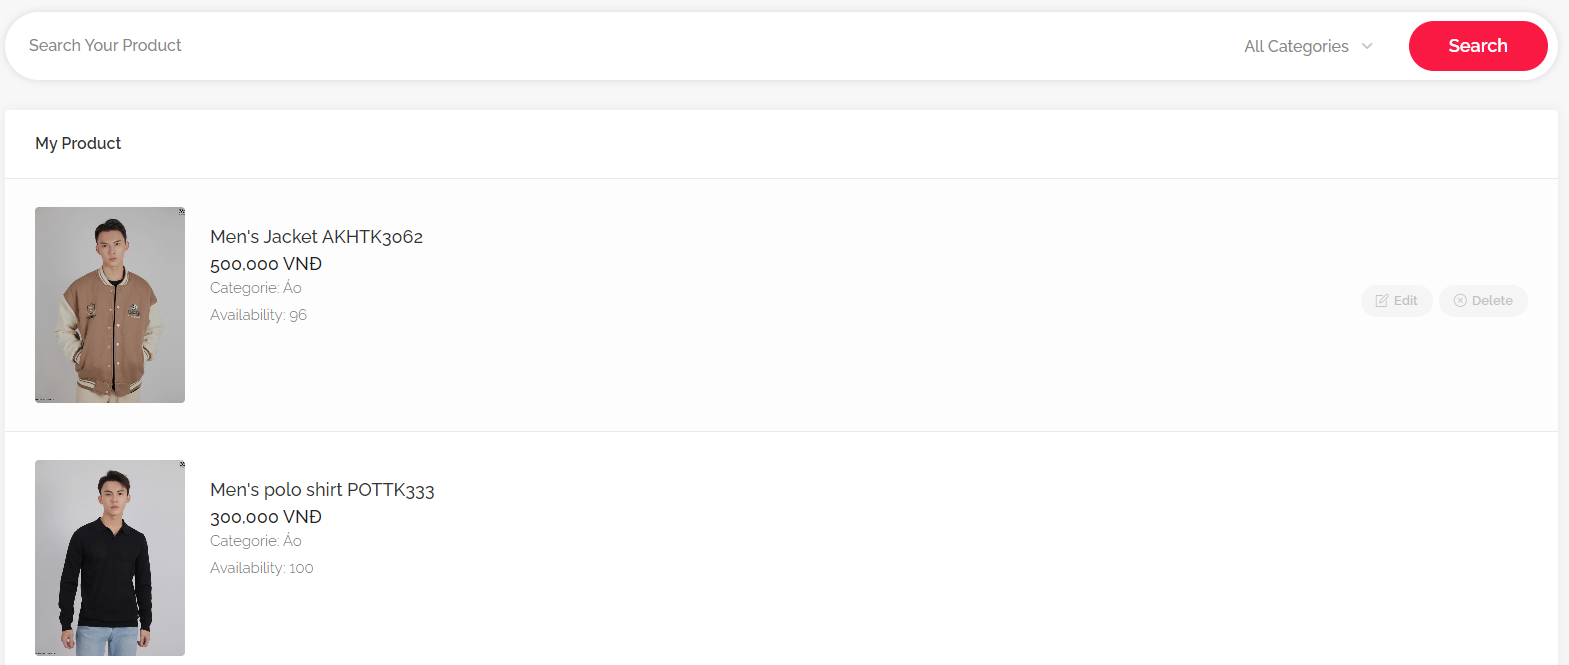 Search Your Product
All Categories
Search
My Product
Men's Jacket AKHTK3062
500,000 VNĐ
Categorie: Áo
Availability: 96
Edit
Delete
Men's polo shirt POTTK333
300,000 VNĐ
Categorie: Áo
Availability: 100